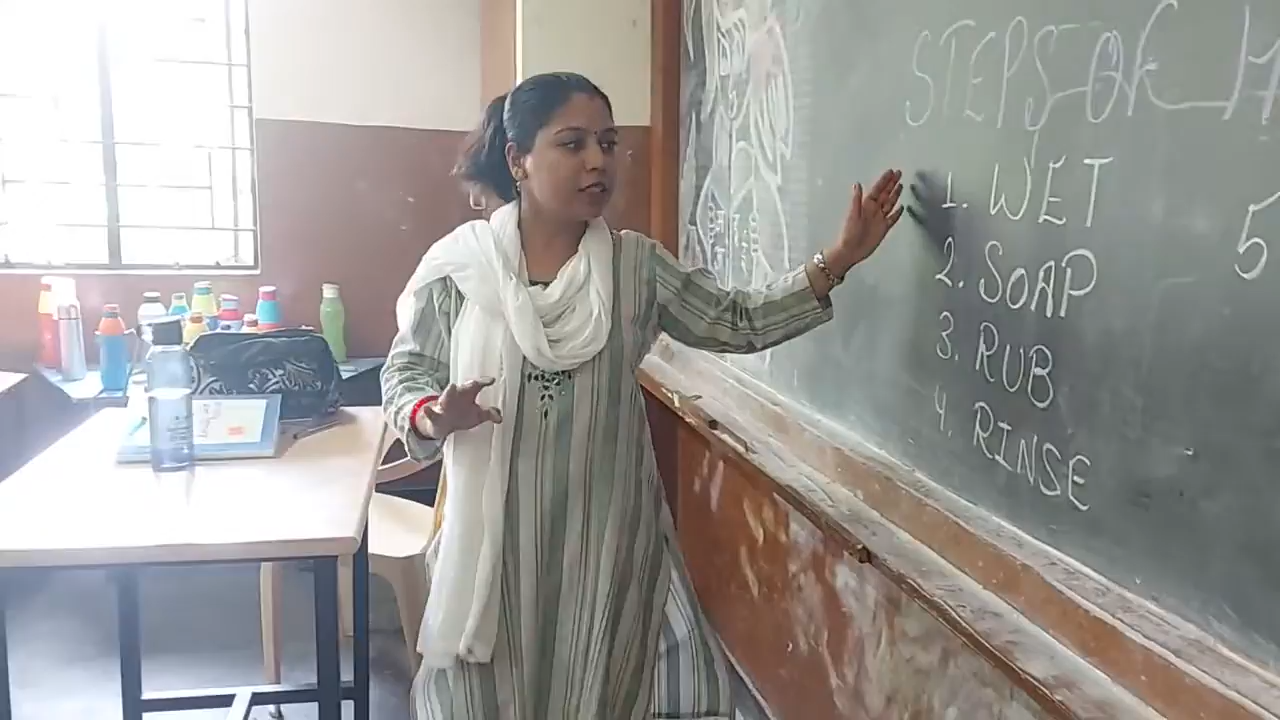 STEPS OF H
1. WET
5
2. SOAP
3. RUB
4. RINSE